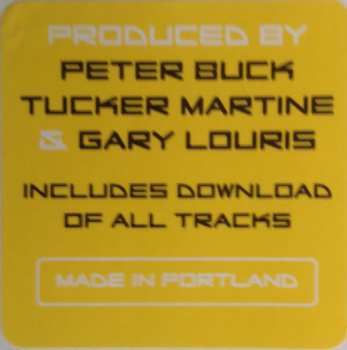 PRODUCED BY
PETER BUCK
TUCKER MARTINE
& GARY LOURIS
INCLUDES DOWNLOAD
OF ALL TRACKS
MADE IN PORTLAND